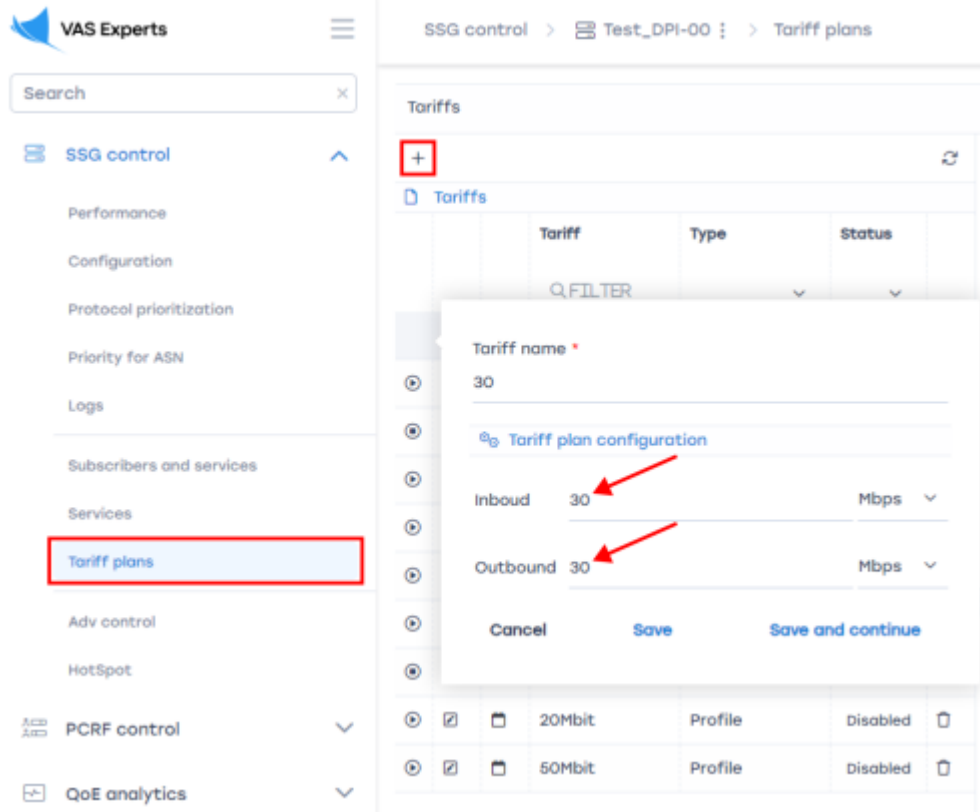 VAS Experts
SSG control > Test_DPI-00 > Tariff plans
Search
Tariffs
SSG control
Tariffs
Performance
Tariff Type Status
Configuration
FILTER
Protocol prioritization
Priority for ASN
Logs
Subscribers and services
Services
Tariff plans
Adv control
HotSpot
PCRF control
QoE analytics
Tariff name *
30
Tariff plan configuration
Inboud 30 Mbps
Outbound 30 Mbps
Cancel Save Save and continue
20Mbit Profile Disabled
50Mbit Profile Disabled